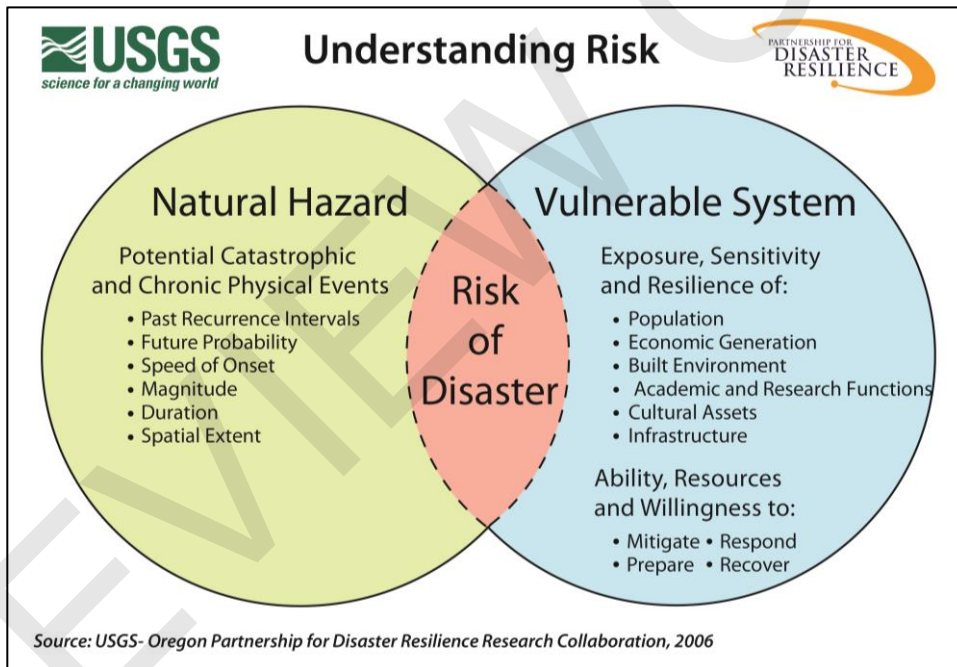 USGS
science for a changing world
Understanding Risk
PARTNERSHIP FOR
DISASTER
RESILIENCE
Natural Hazard
Potential Catastrophic
and Chronic Physical Events
• Past Recurrence Intervals
• Future Probability
• Speed of Onset
• Magnitude
• Duration
• Spatial Extent
Risk
of
Disaster
Vulnerable System
Exposure, Sensitivity
and Resilience of:
• Population
• Economic Generation
• Built Environment
• Academic and Research Functions
• Cultural Assets
• Infrastructure
Ability, Resources
and Willingness to:
• Mitigate • Respond
• Prepare • Recover
Source: USGS- Oregon Partnership for Disaster Resilience Research Collaboration, 2006